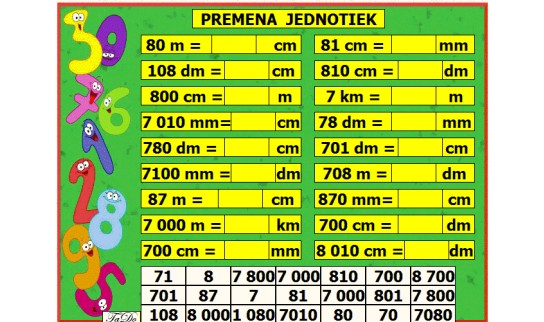 PREMENA JEDNOTIEK
80 m = cm 81 cm = mm
108 dm = cm 810 cm = dm
800 cm = m 7 km = m
7 010 mm= cm 78 dm = mm
780 dm = cm 701 dm = cm
7100 mm= dm 708 m = dm
87 m = cm 870 mm= cm
7 000 m = km 700 cm = dm
700 cm = mm 8 010 cm = dm
71 8 7 800 7 000 810 700 8 700
701 87 7 81 7 000 801 7 800
TaDo 108 8 000 1 080 7010 80 70 7080